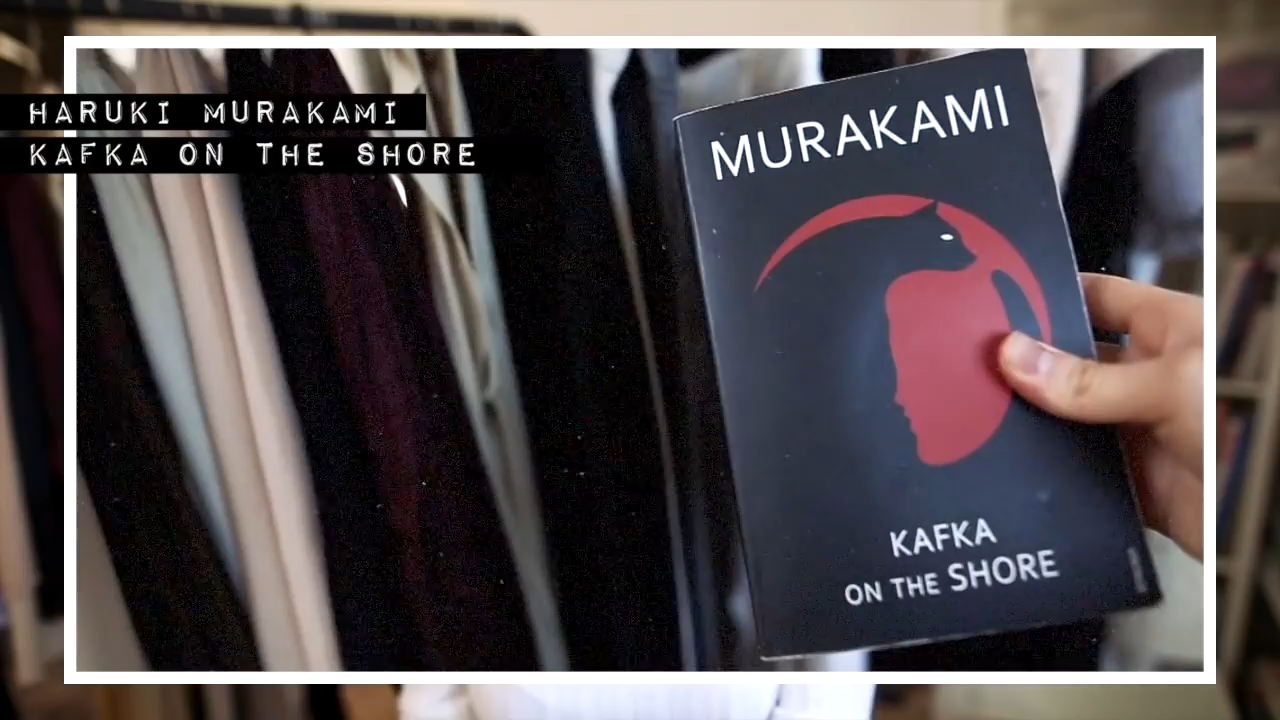 HARUKI MURAKAMI
KAFKA ON THE SHORE
MURAKAMI
KAFKA
ON THE SHORE